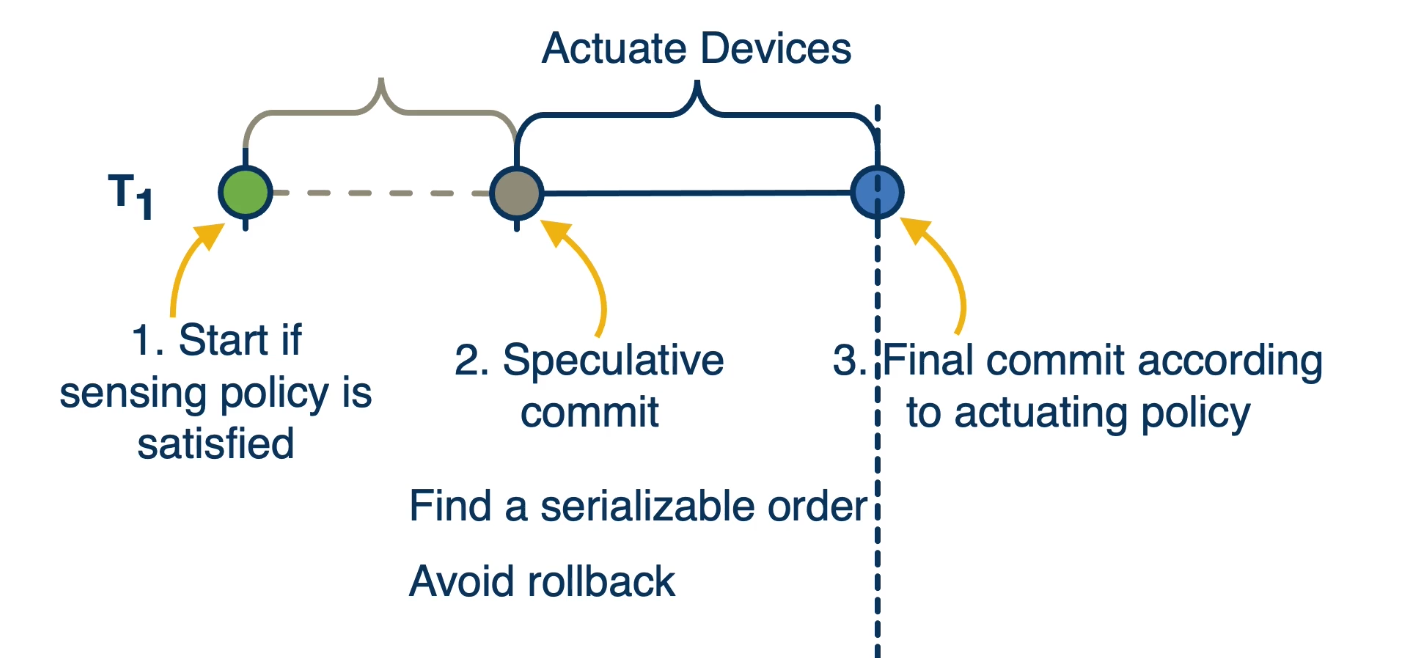 Actuate Devices
T1
1. Start if
sensing policy is
satisfied
2. Speculative
commit
3. Final commit according
to actuating policy
Find a serializable order
Avoid rollback